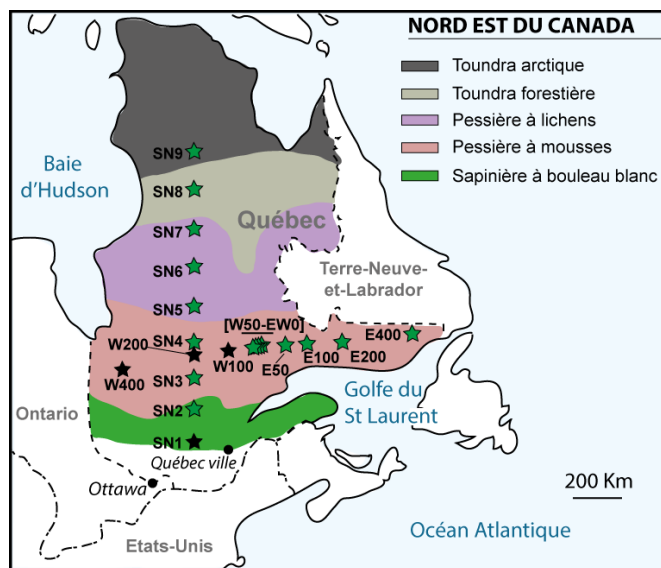 NORD EST DU CANADA
Toundra arctique
Toundra forestière
Pessière à lichens
Pessière à mousses
Sapinière à bouleau blanc
Baie
d'Hudson
SN9
SN8
SN7
Québec
SN6
Terre-Neuve-
et-Labrador
SN5
[W50-EW0]
E400
SN4
W200
W100
E50
E100
E200
W400
SN3
Golfe du
St Laurent
Ontario
SN2
SN1
Québec ville
Ottawa
200 Km
Océan Atlantique
Etats-Unis